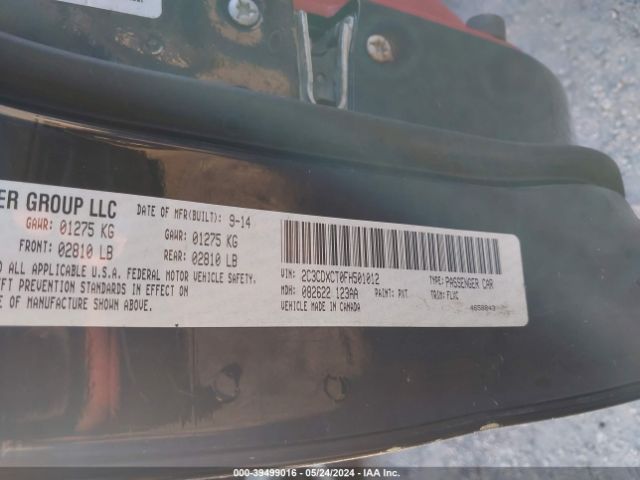 ER GROUP LLC
DATE OF MFR(BUILT): 9-14
GAWR: 01275 KG
GAWR: 01275 KG
FRONT: 02810 LB
REAR: 02810 LB
O ALL APPLICABLE U.S.A. FEDERAL MOTOR VEHICLE SAFETY,
FT PREVENTION STANDARDS IN EFFECT ON
E OF MANUFACTURE SHOWN ABOVE.
VIN: 2C3CDXCT0FH501012
TYPE: PASSENGER CAR
MDH: 082622 123AA
PAINT: PVT
TRIM: FLXC
VEHICLE MADE IN CANADA
4658843
000-39499016 - 05/24/2024 - IAA Inc.